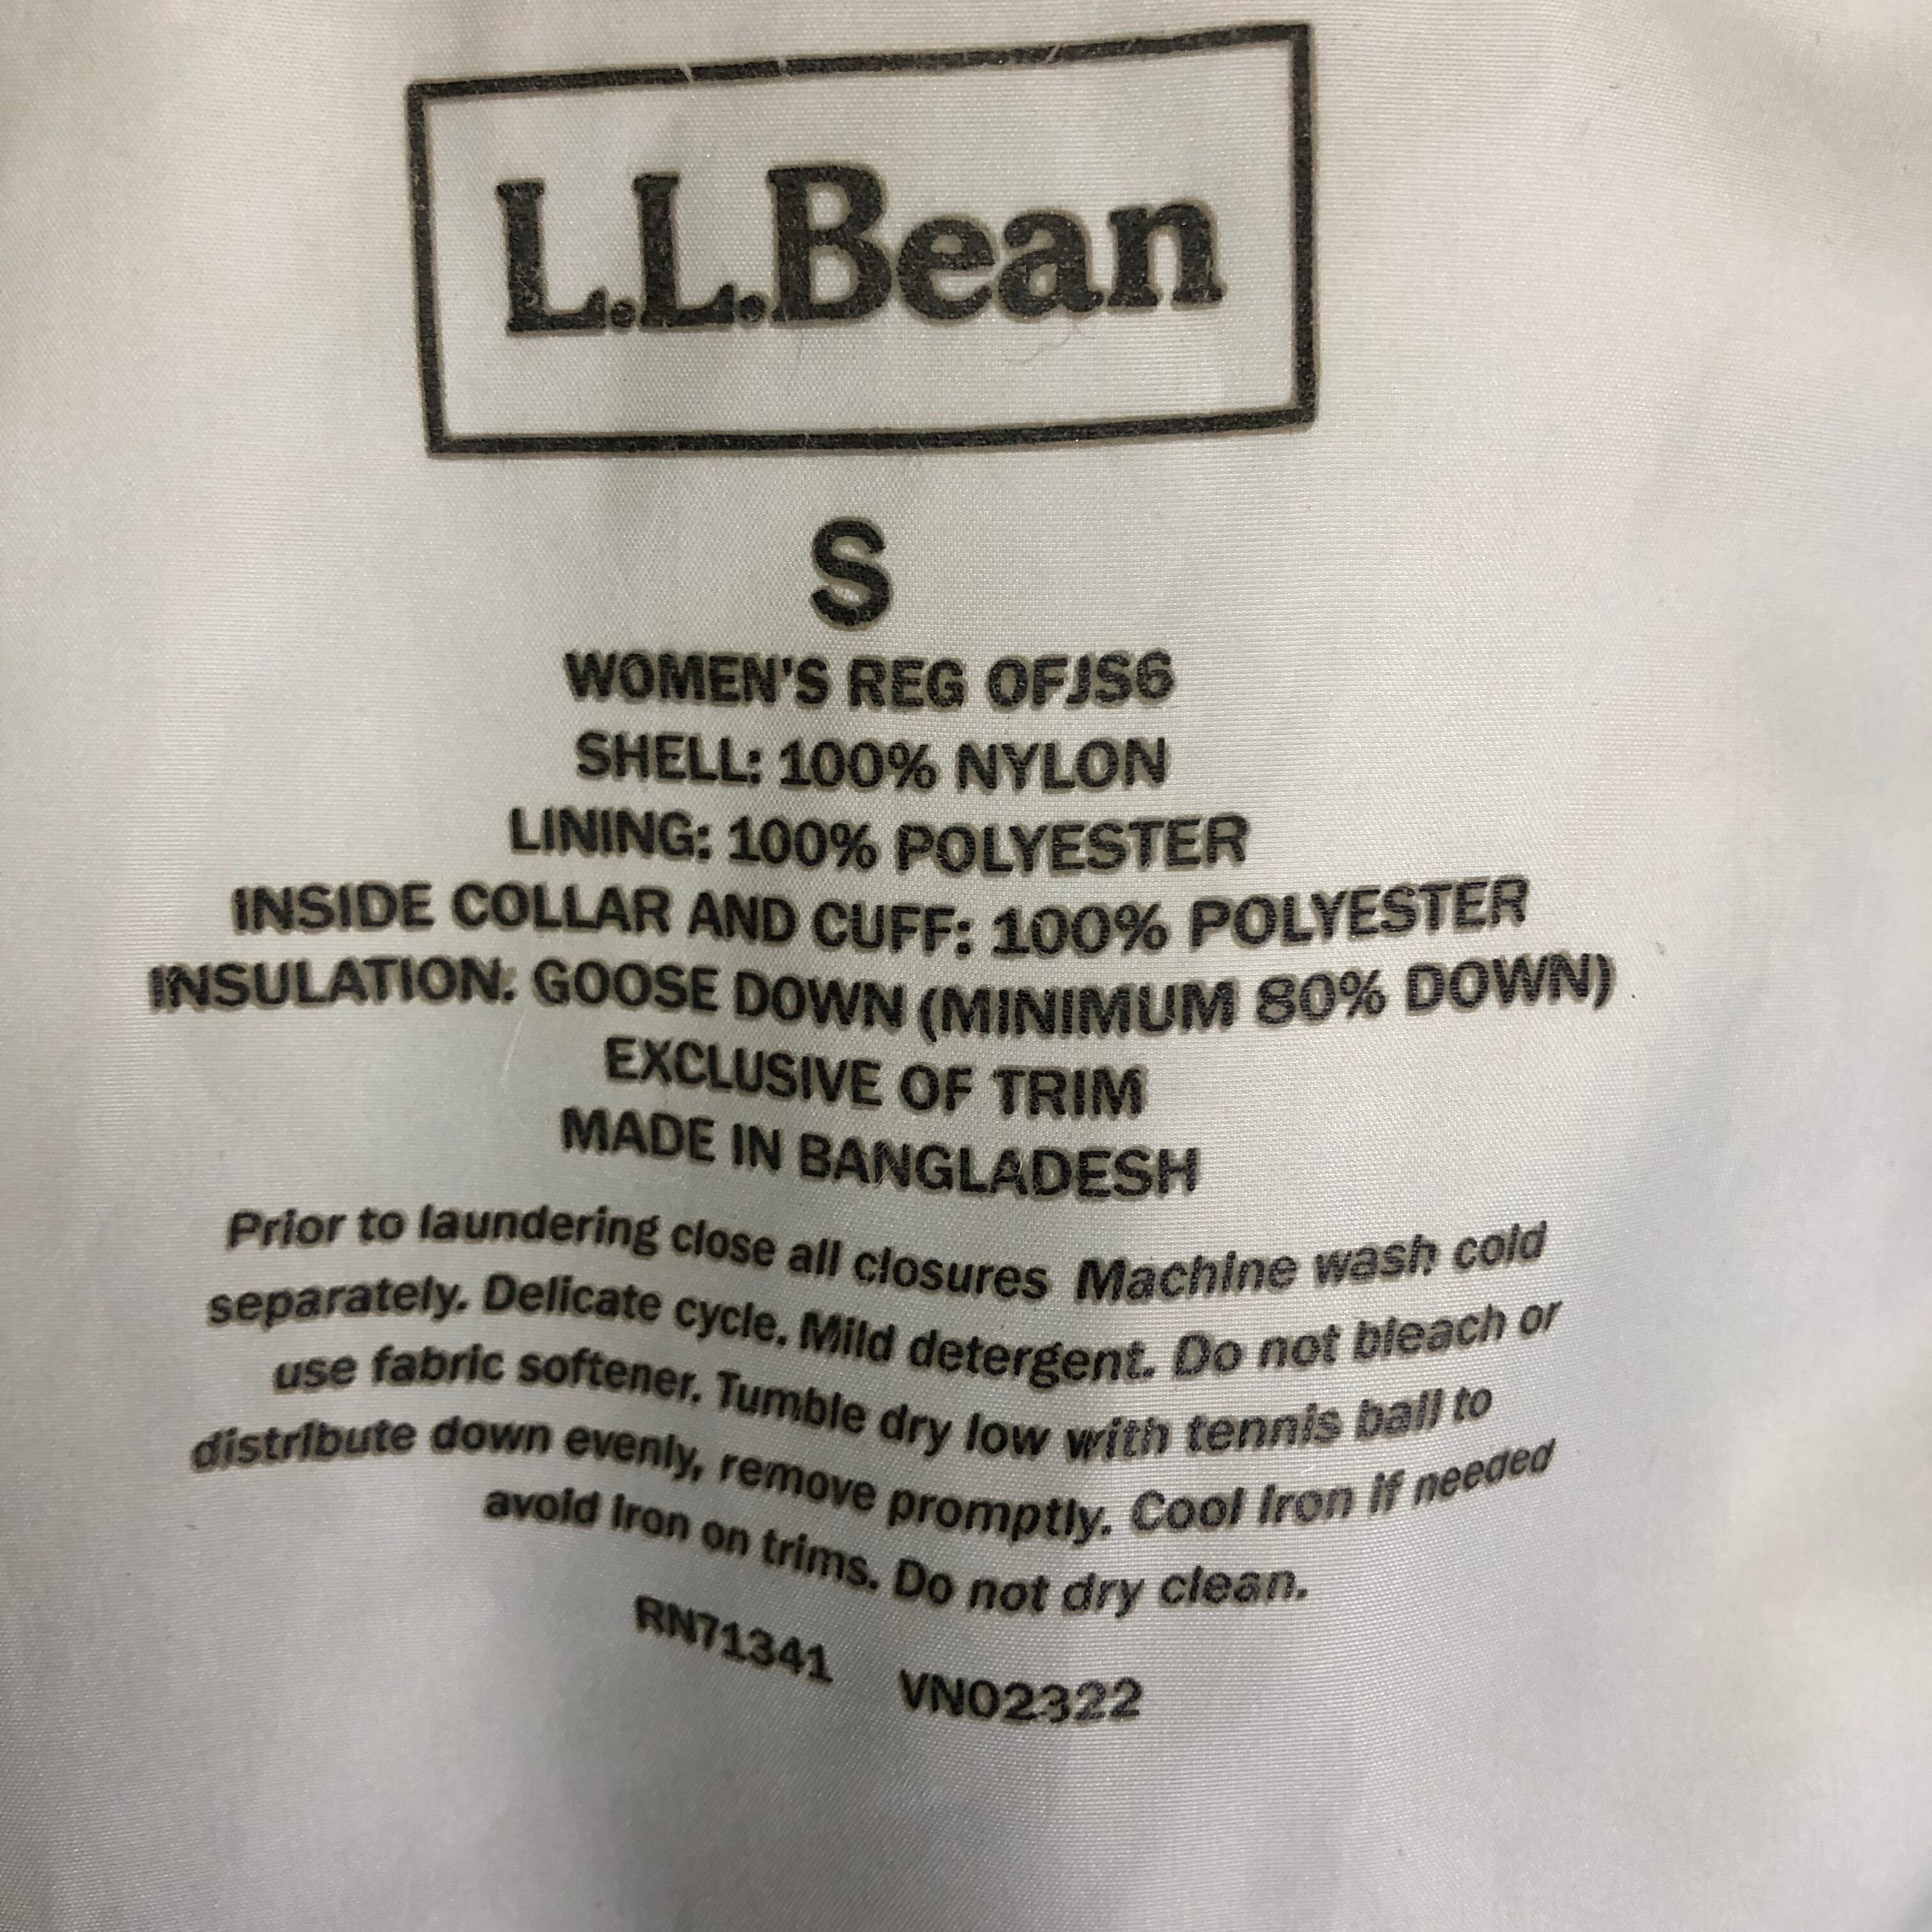 L.L.Bean
S
WOMEN'S REG OFJS6
SHELL: 100% NYLON
LINING: 100% POLYESTER
INSIDE COLLAR AND CUFF: 100% POLYESTER
INSULATION: GOOSE DOWN (MINIMUM 80% DOWN)
EXCLUSIVE OF TRIM
MADE IN BANGLADESH
Prior to laundering close all closures Machine wash cold
separately. Delicate cycle. Mild detergent. Do not bleach or
use fabric softener. Tumble dry low with tennis ball to
distribute down evenly, remove promptly. Cool iron if needed
avoid iron on trims. Do not dry clean.
RN71341 VN02322